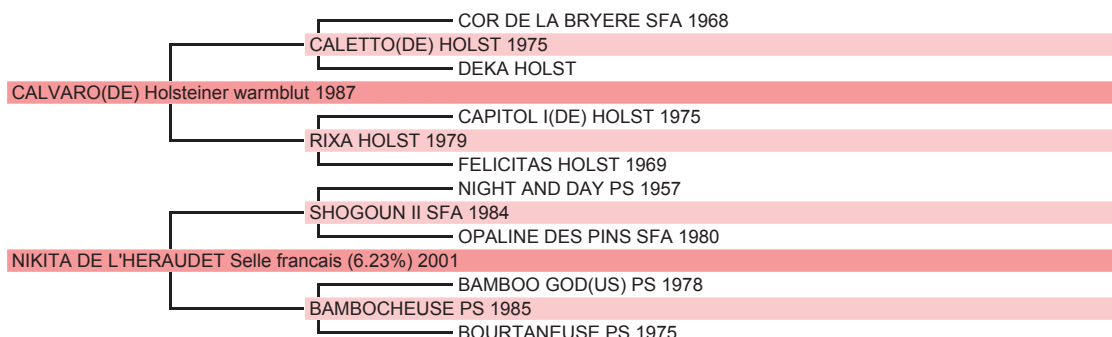 COR DE LA BRYERE SFA 1968
CALETTO(DE) HOLST 1975
DEKA HOLST
CALVARO(DE) Holsteiner warmblut 1987
CAPITOL I(DE) HOLST 1975
RIXA HOLST 1979
FELICITAS HOLST 1969
NIGHT AND DAY PS 1957
SHOGOUN II SFA 1984
OPALINE DES PINS SFA 1980
NIKITA DE L'HERAUDET Selle francais (6.23%) 2001
BAMBOO GOD(US) PS 1978
BAMBOCHEUSE PS 1985
BOURTANEUSE PS 1975